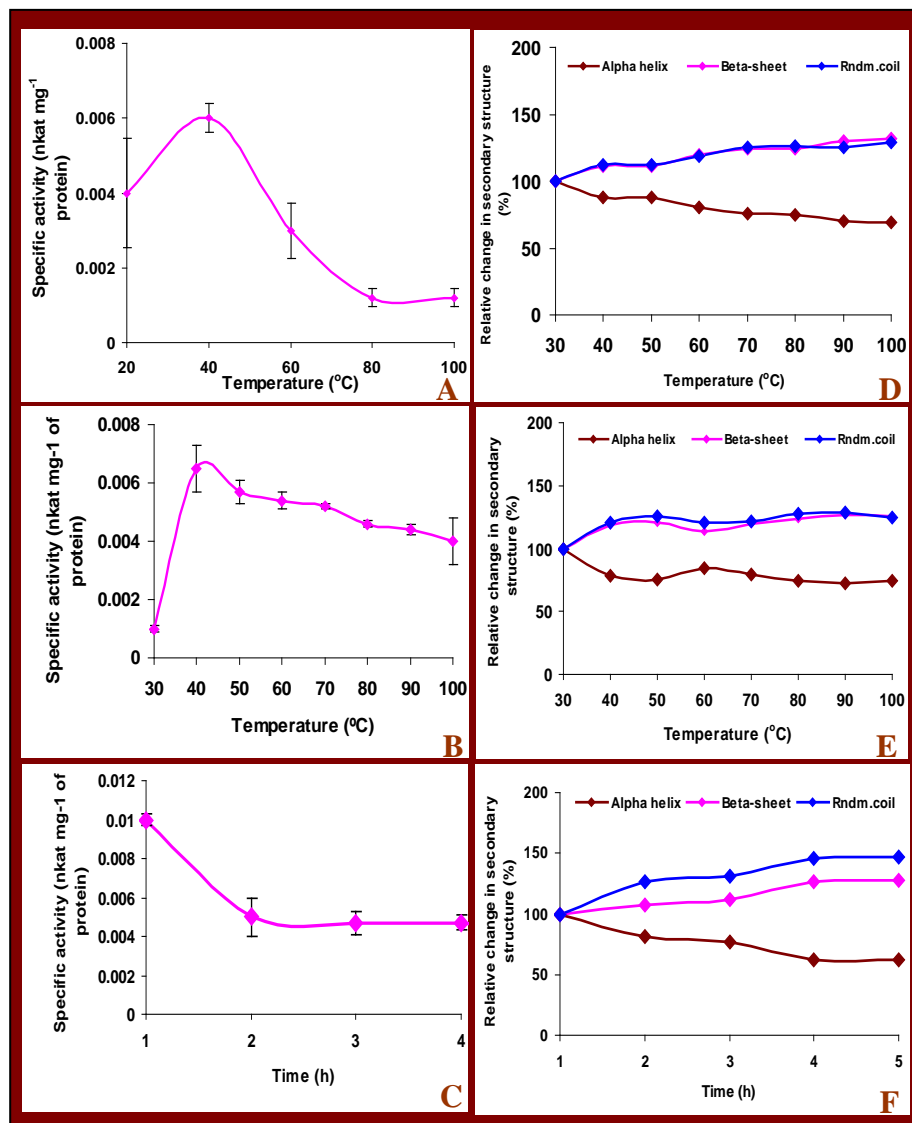 0.008
0.006
0.004
0.002
0
Specific activity (nkat mg-1
protein)
20 40 60 80 100
Temperature (oC)
A
200
150
100
50
0
Alpha helix Beta-sheet Rndm.coil
Relative change in secondary structure
(%)
30 40 50 60 70 80 90 100
Temperature (oC)
D
0.008
0.006
0.004
0.002
0
Specific activity (nkat mg-1 of
protein)
30 40 50 60 70 80 90 100
Temperature (ºC)
B
200
150
100
50
0
Alpha helix Beta-sheet Rndm.coil
Relative change in secondary
structure (%)
30 40 50 60 70 80 90 100
Temperature (oC)
E
0.012
0.01
0.008
0.006
0.004
0.002
0
Specific activity (nkat mg-1 of
protein)
1 2 3 4
Time (h)
C
200
150
100
50
0
Alpha helix Beta-sheet Rndm.coil
Relative change in secondary
structure (%)
1 2 3 4 5
Time (h)
F